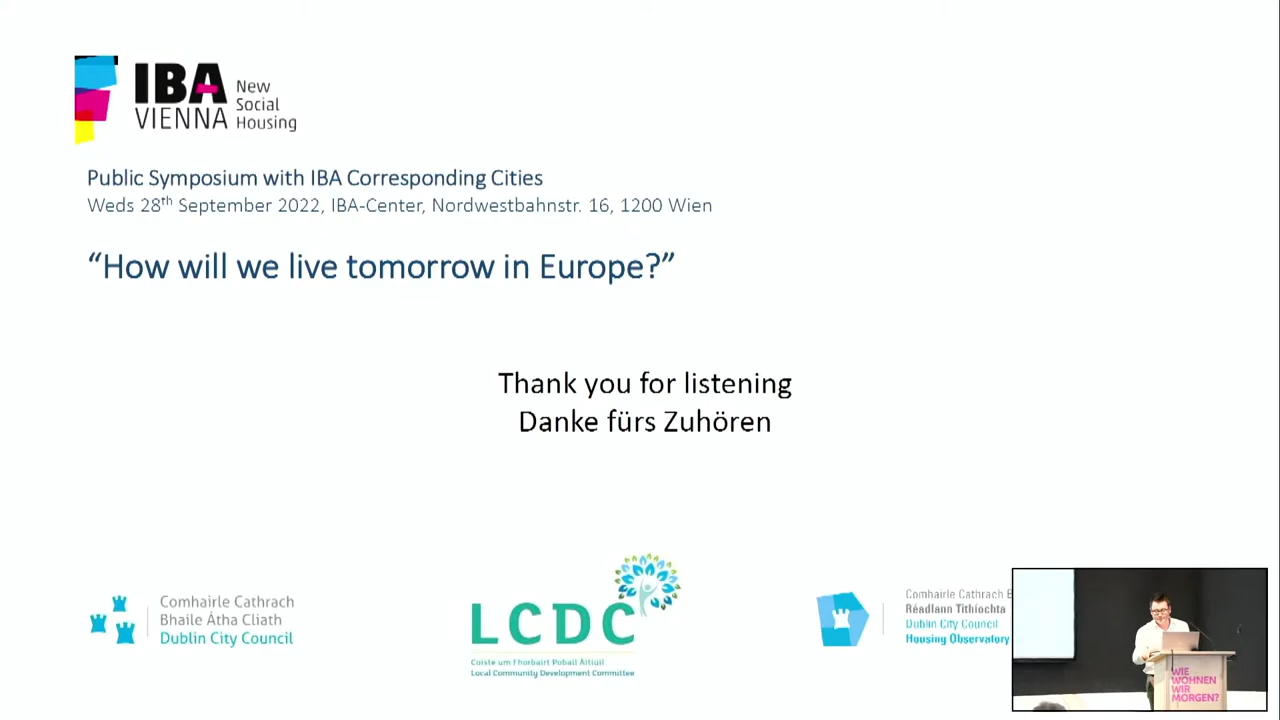 IBA
VIENNA
New
Social
Housing
Public Symposium with IBA Corresponding Cities
Weds 28th September 2022, IBA-Center, Nordwestbahnstr. 16, 1200 Wien
“How will we live tomorrow in Europe?”
Thank you for listening
Danke fürs Zuhören
Comhairle Cathrach
Bhaile Átha Cliath
Dublin City Council
LCDC
Coiste um Fhorbairt Pobail Áitiúil
Local Community Development Committee
Comhairle Cathrach B
Réadlann Tithíochta
Dublin City Council
Housing Observatory
WIE
WOHNEN
WIR
MORGEN?